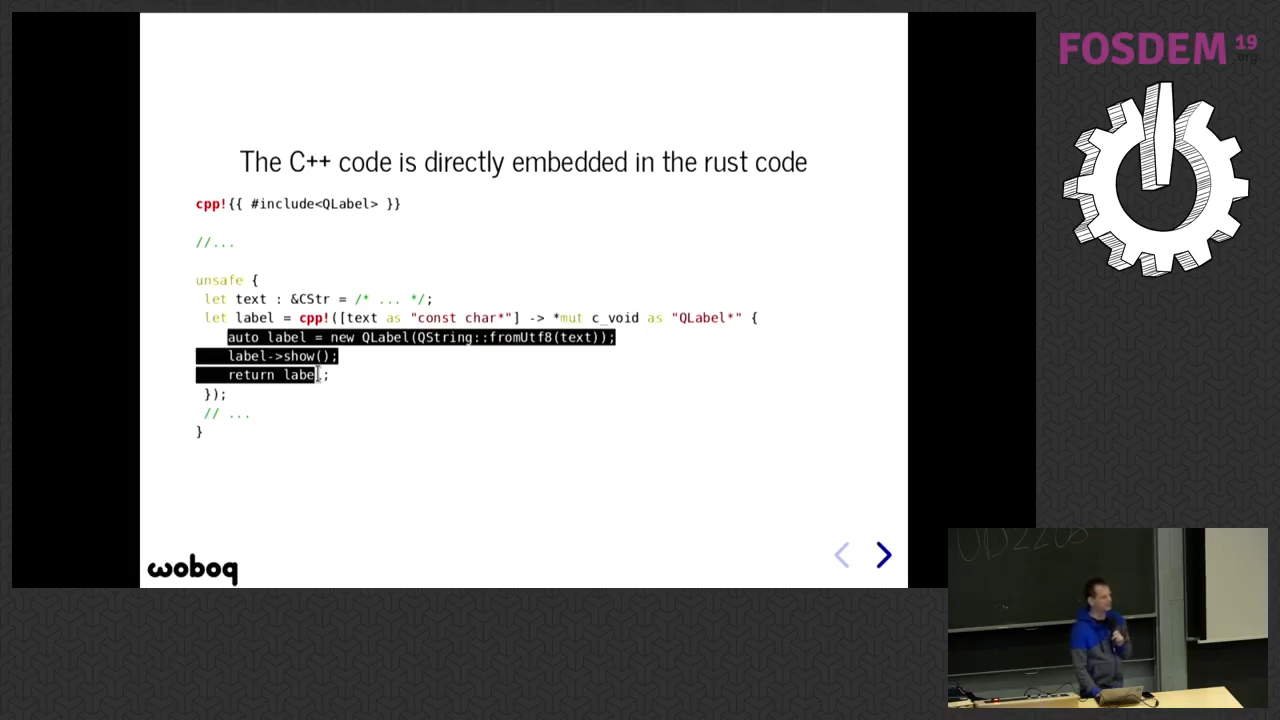 FOSDEM 19
.org
The C++ code is directly embedded in the rust code
cpp!{{ #include<QLabel> }}
//...
unsafe {
let text : &CStr = /* ... */;
let label = cpp!([text as "const char*"] -> *mut c_void as "QLabel*" {
auto label = new QLabel(QString::fromUtf8(text));
label->show();
return label;
});
// ...
}
woboq
UD2208